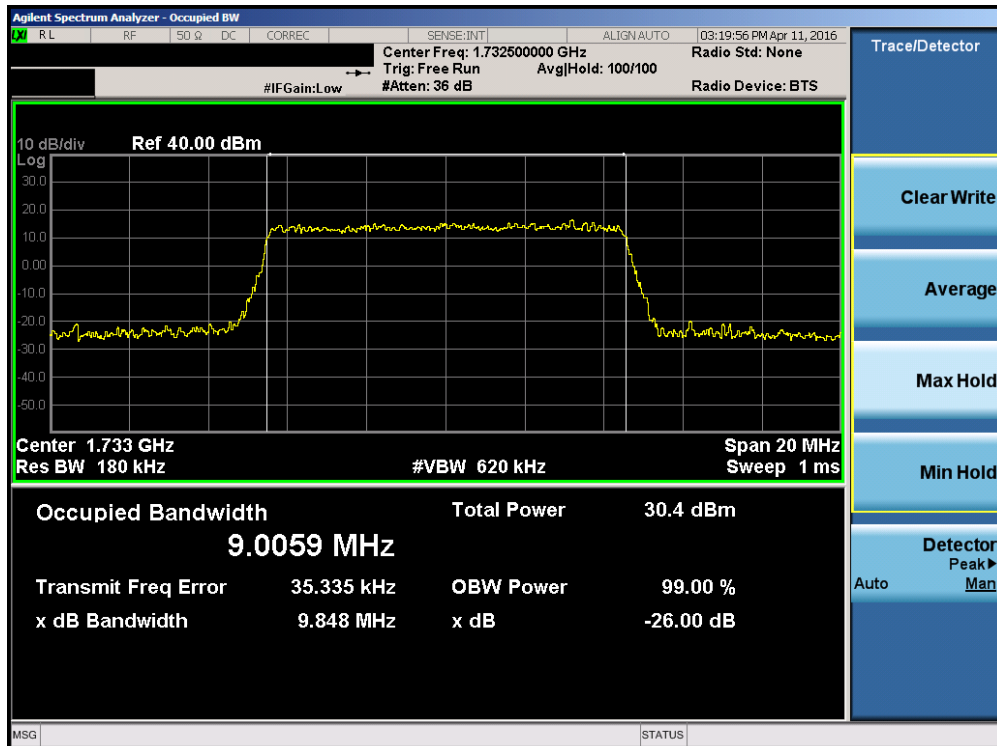 Agilent Spectrum Analyzer - Occupied BW
LXI RL RF 50 Ω DC CORREC SENSE:INT ALIGN AUTO 03:19:56 PM Apr 11, 2016
Center Freq: 1.732500000 GHz Radio Std: None
Trig: Free Run Avg|Hold: 100/100
#IFGain:Low #Atten: 36 dB Radio Device: BTS
Trace/Detector
10 dB/div Ref 40.00 dBm
Log
30.0
20.0
10.0
0.00
-10.0
-20.0
-30.0
-40.0
-50.0
Center 1.733 GHz Span 20 MHz
Res BW 180 kHz #VBW 620 kHz Sweep 1 ms
Occupied Bandwidth Total Power 30.4 dBm
9.0059 MHz
Transmit Freq Error 35.335 kHz OBW Power 99.00 %
x dB Bandwidth 9.848 MHz x dB -26.00 dB
Clear Write
Average
Max Hold
Min Hold
Detector
Peak▶
Auto Man
MSG STATUS